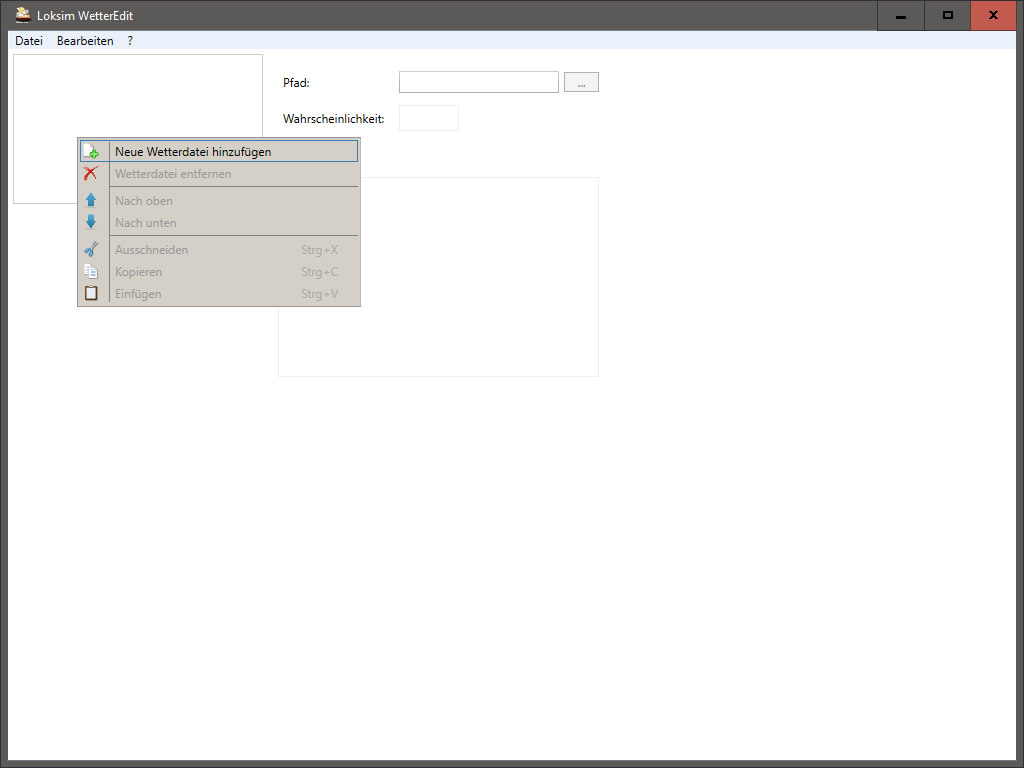 Loksim WetterEdit
Datei Bearbeiten ?
Pfad: ...
Wahrscheinlichkeit:
Neue Wetterdatei hinzufügen
Wetterdatei entfernen
Nach oben
Nach unten
Ausschneiden Strg+X
Kopieren Strg+C
Einfügen Strg+V